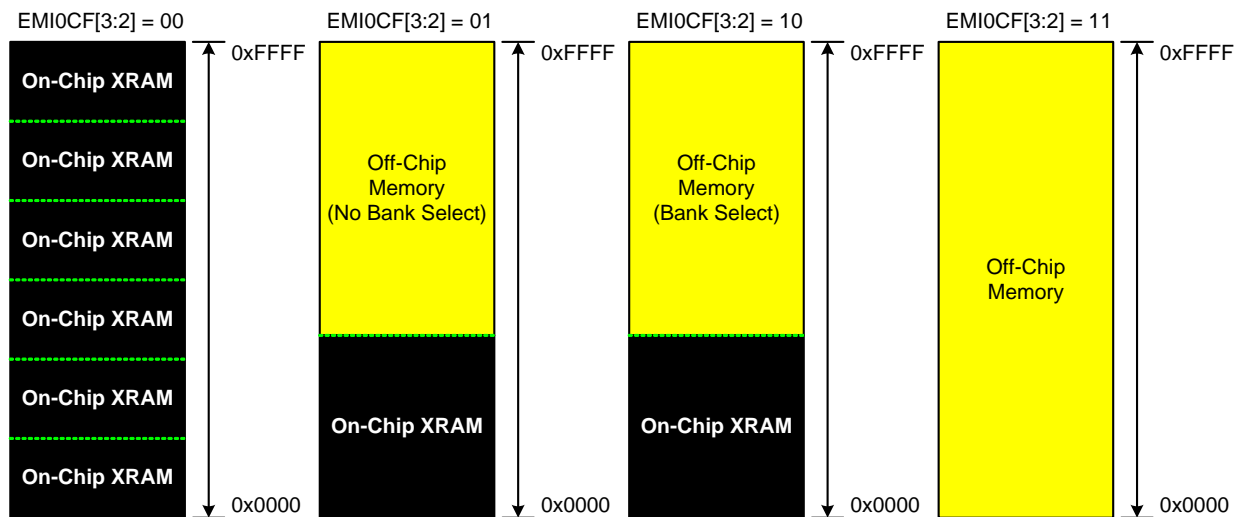 EMI0CF[3:2] = 00
EMI0CF[3:2] = 01
EMI0CF[3:2] = 10
EMI0CF[3:2] = 11
On-Chip XRAM
On-Chip XRAM
On-Chip XRAM
On-Chip XRAM
On-Chip XRAM
On-Chip XRAM
0xFFFF
0x0000
Off-Chip
Memory
(No Bank Select)
On-Chip XRAM
0xFFFF
0x0000
Off-Chip
Memory
(Bank Select)
On-Chip XRAM
0xFFFF
0x0000
Off-Chip
Memory
0xFFFF
0x0000